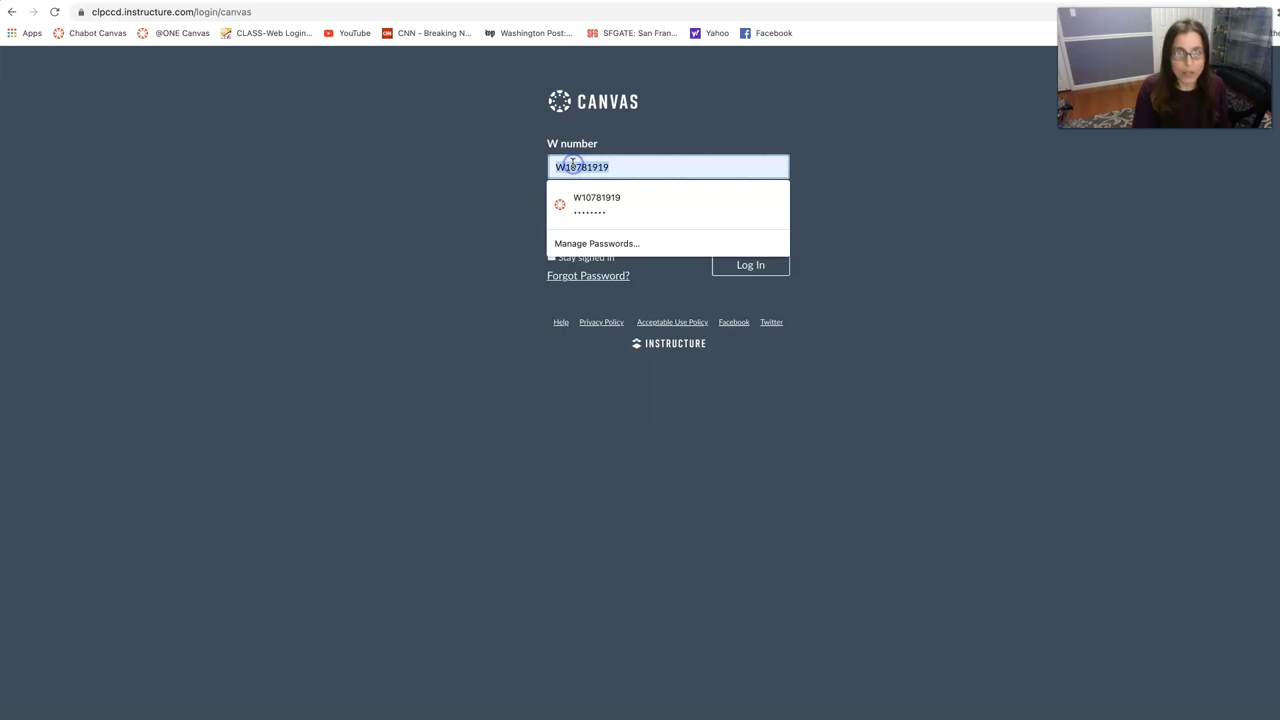 clpccd.instructure.com/login/canvas
Apps
Chabot Canvas
@ONE Canvas
CLASS-Web Login...
YouTube
CNN - Breaking N...
Washington Post:...
SFGATE: San Fran...
Yahoo
Facebook
CANVAS
W number
W10781919
W10781919
••••••••
Manage Passwords...
Stay signed in
Log In
Forgot Password?
Help
Privacy Policy
Acceptable Use Policy
Facebook
Twitter
INSTRUCTURE